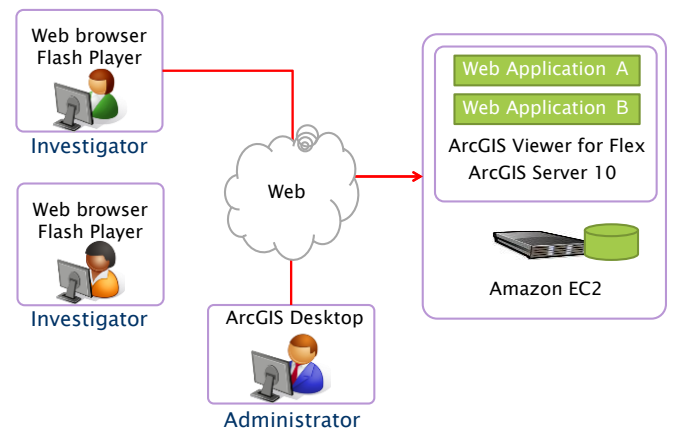 Web browser
Flash Player
Investigator
Web browser
Flash Player
Investigator
Web
ArcGIS Desktop
Administrator
Web Application A
Web Application B
ArcGIS Viewer for Flex
ArcGIS Server 10
Amazon EC2